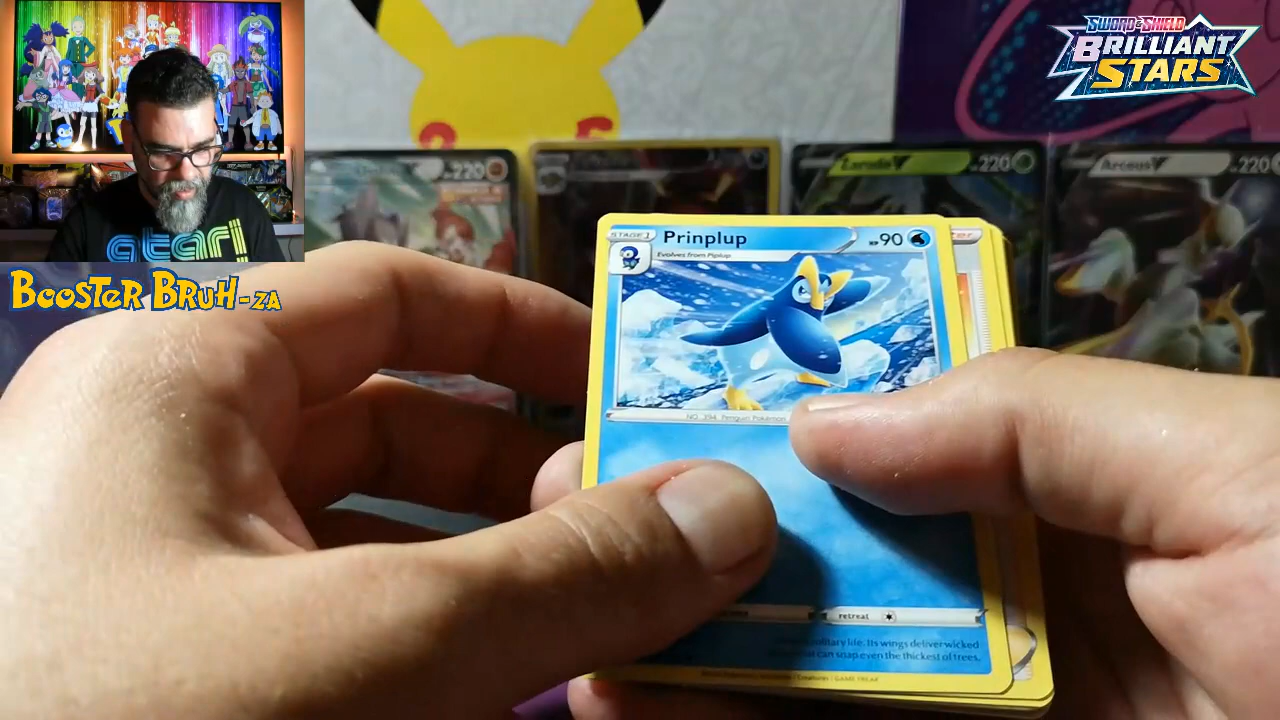 SWORD & SHIELD
BRILLIANT
STARS
atari
BOOSTER BRUH-ZA
220
Zarude V
220
Arceus V
220
STAGE 1
Prinplup
HP 90
Evolves from Piplup
NO. 394 Penguin Pokémon
retreat
military life. Its wings deliver wicked
that can snap even the thickest of trees.